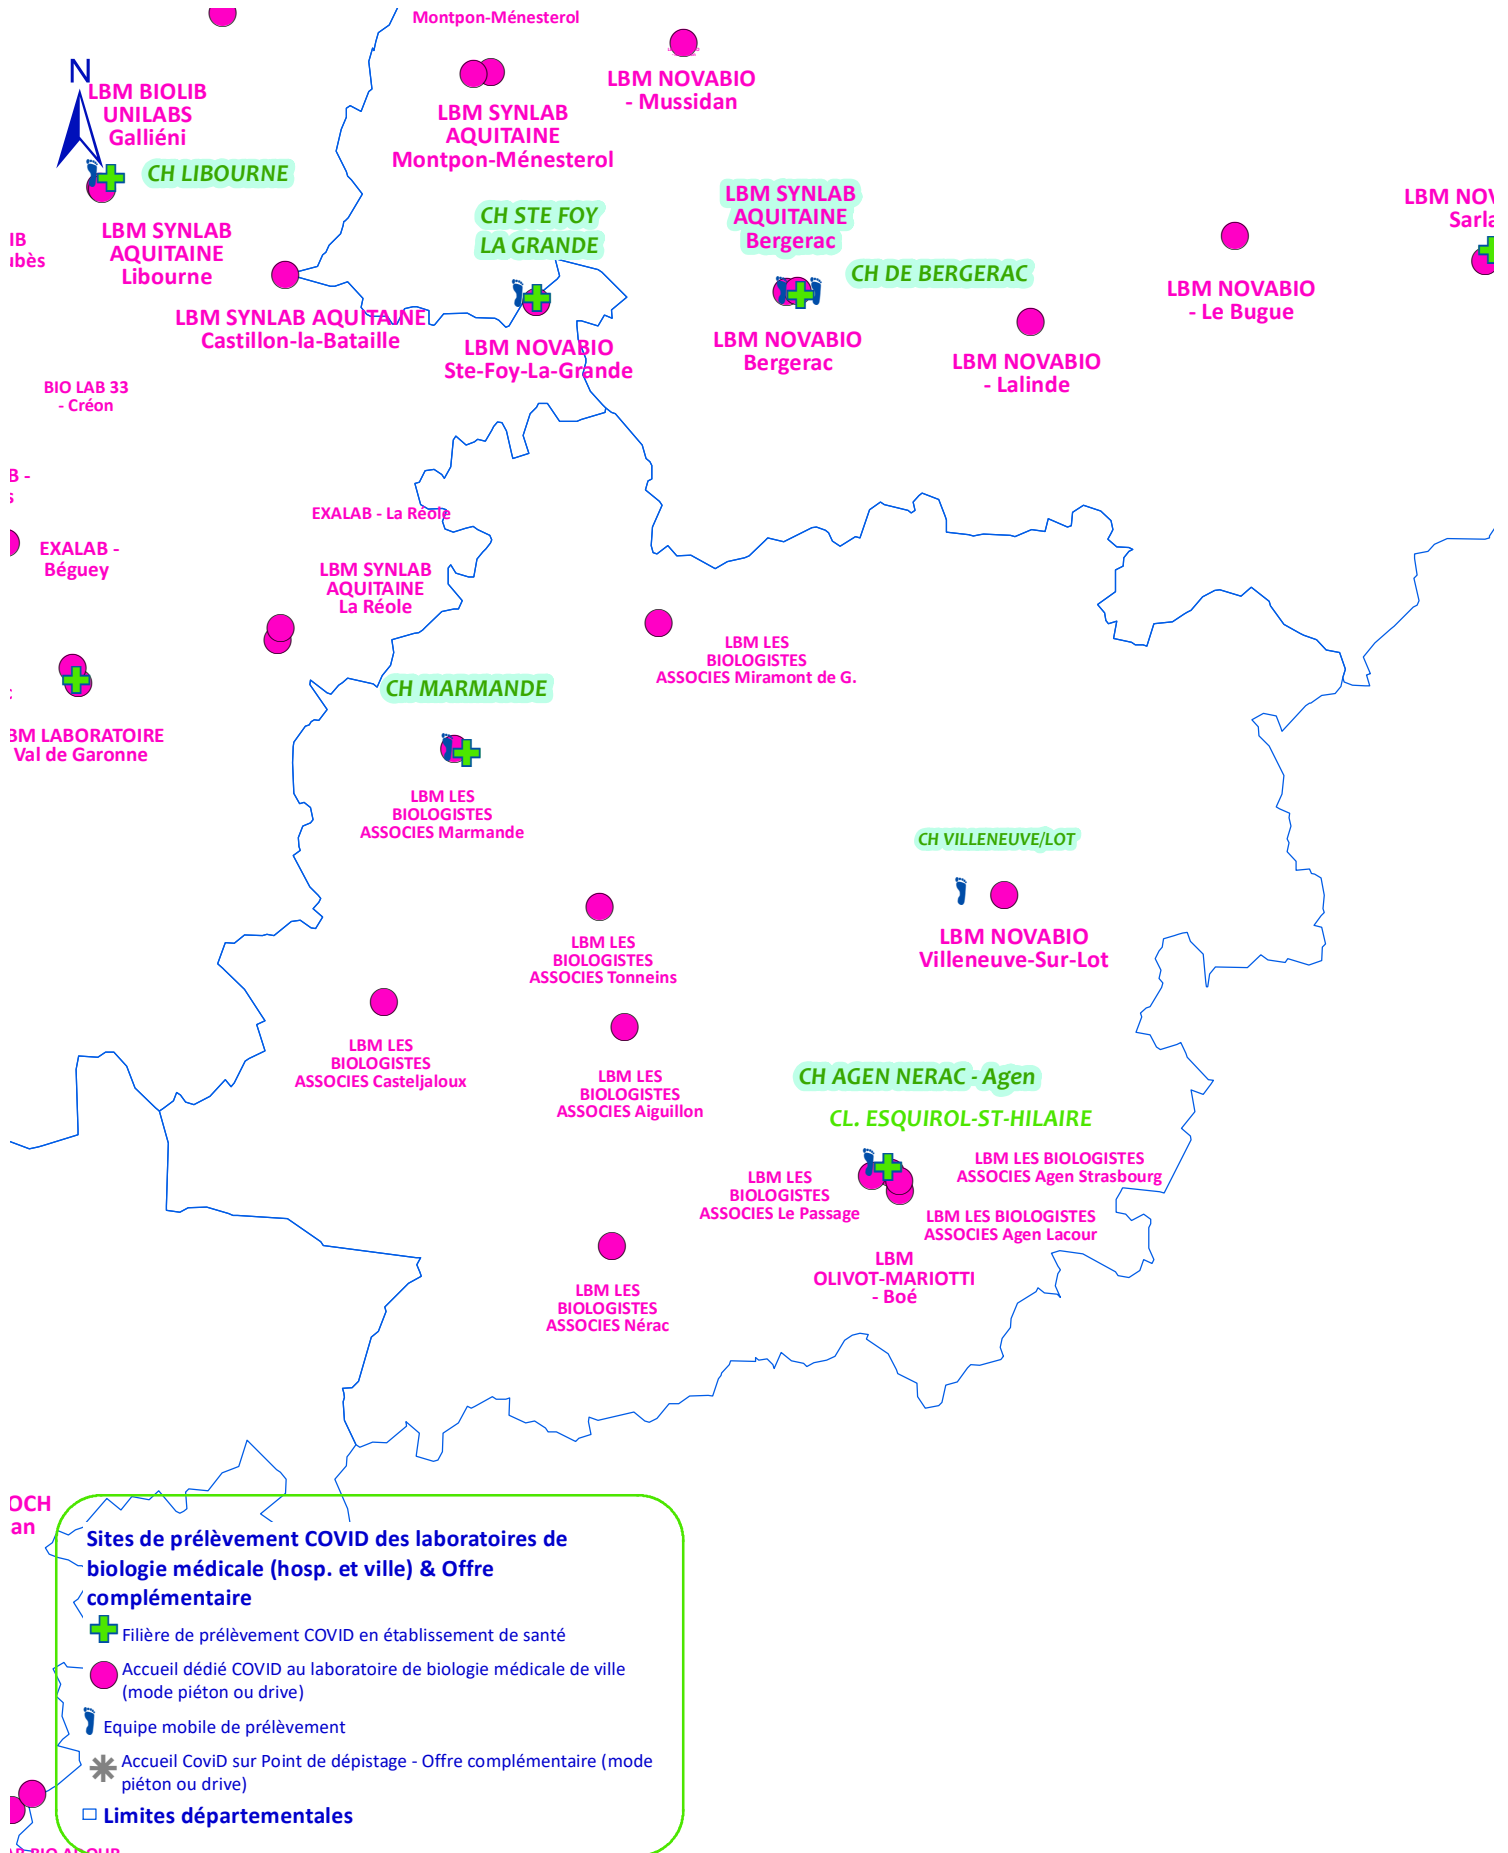 Montpon-Ménesterol
N
LBM BIOLIB
UNILABS
Galliéni
LBM SYNLAB
AQUITAINE
Montpon-Ménesterol
LBM NOVABIO
- Mussidan
CH LIBOURNE
LBM SYNLAB
AQUITAINE
Libourne
CH STE FOY
LA GRANDE
LBM SYNLAB
AQUITAINE
Bergerac
CH DE BERGERAC
LBM NOV
Sarla
IB
ubès
LBM SYNLAB AQUITAINE
Castillon-la-Bataille
LBM NOVABIO
Ste-Foy-La-Grande
LBM NOVABIO
Bergerac
LBM NOVABIO
- Lalinde
LBM NOVABIO
- Le Bugue
BIO LAB 33
- Créon
B -
s
EXALAB - La Réole
EXALAB -
Béguey
LBM SYNLAB
AQUITAINE
La Réole
LBM LES
BIOLOGISTES
ASSOCIES Miramont de G.
CH MARMANDE
BM LABORATOIRE
Val de Garonne
LBM LES
BIOLOGISTES
ASSOCIES Marmande
CH VILLENEUVE/LOT
LBM NOVABIO
Villeneuve-Sur-Lot
LBM LES
BIOLOGISTES
ASSOCIES Tonneins
LBM LES
BIOLOGISTES
ASSOCIES Casteljaloux
LBM LES
BIOLOGISTES
ASSOCIES Aiguillon
CH AGEN NERAC - Agen
CL. ESQUIROL-ST-HILAIRE
LBM LES BIOLOGISTES
ASSOCIES Agen Strasbourg
LBM LES
BIOLOGISTES
ASSOCIES Le Passage
LBM LES BIOLOGISTES
ASSOCIES Agen Lacour
LBM
OLIVOT-MARIOTTI
- Boé
LBM LES
BIOLOGISTES
ASSOCIES Nérac
OCH
an
Sites de prélèvement COVID des laboratoires de
biologie médicale (hosp. et ville) & Offre
complémentaire
Filière de prélèvement COVID en établissement de santé
Accueil dédié COVID au laboratoire de biologie médicale de ville
(mode piéton ou drive)
Equipe mobile de prélèvement
Accueil CoviD sur Point de dépistage - Offre complémentaire (mode
piéton ou drive)
Limites départementales